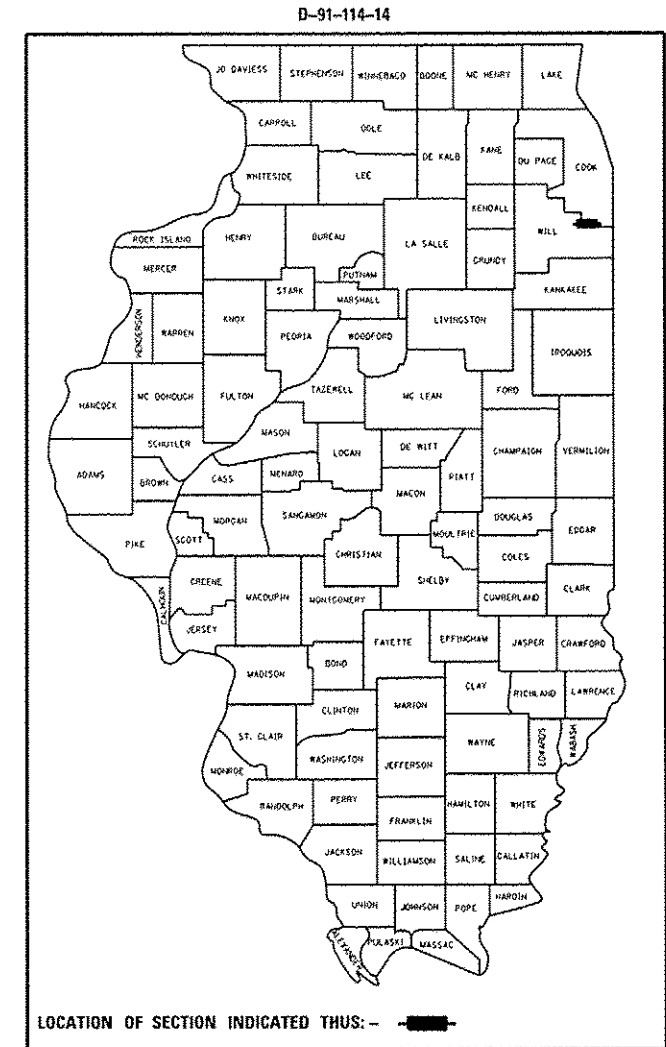 D-91-114-14
JO DAVIESS STEPHENSON WINNEBAGO BOONE MC HENRY LAKE
CARROLL OGLE DE KALB KANE DU PAGE COOK
WHITESIDE LEE KENDALL WILL
ROCK ISLAND HENRY BUREAU LA SALLE GRUNDY
MERCER PUTNAM KANKAKEE
STARK MARSHALL
HENDERSON WARREN KNOX PEORIA WOODFORD LIVINGSTON IROQUOIS
HANCOCK MC DONOUGH FULTON TAZEWELL MC LEAN FORD
SCHUYLER MASON LOGAN DE WITT CHAMPAIGN VERMILION
ADAMS BROWN CASS MENARD PIATT
MACON
PIKE SCOTT MORGAN SANGAMON MOULTRIE DOUGLAS EDGAR
CHRISTIAN COLES
CALHOUN GREENE MACOUPIN MONTGOMERY SHELBY CUMBERLAND CLARK
JERSEY FAYETTE EFFINGHAM JASPER CRAWFORD
MADISON BOND CLAY RICHLAND LAWRENCE
CLINTON MARION
ST. CLAIR WAYNE EDWARDS WABASH
MONROE WASHINGTON JEFFERSON
RANDOLPH PERRY HAMILTON WHITE
FRANKLIN
JACKSON WILLIAMSON SALINE GALLATIN
UNION JOHNSON POPE HARDIN
ALEXANDER PULASKI MASSAC
LOCATION OF SECTION INDICATED THUS: -